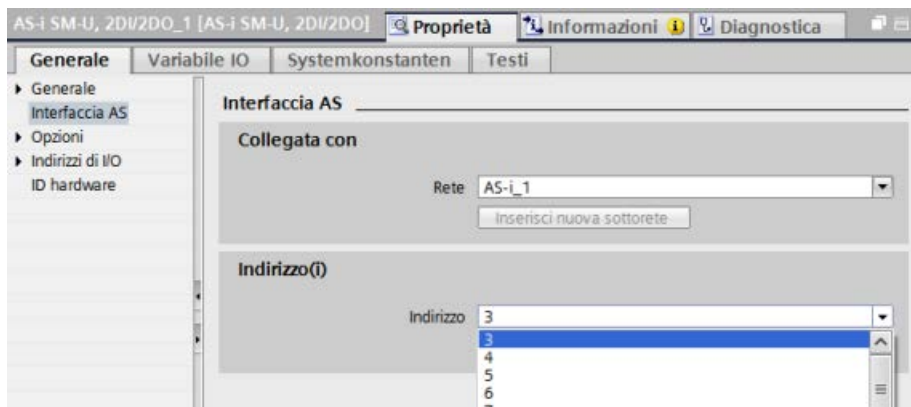 AS-i SM-U, 2DI/2DO_1 [AS-i SM-U, 2DI/2DO]
Proprietà
Informazioni
Diagnostica
Generale
Variabile IO
Systemkonstanten
Testi
Generale
Interfaccia AS
Opzioni
Indirizzi di I/O
ID hardware
Interfaccia AS
Collegata con
Rete AS-i_1
Inserisci nuova sottorete
Indirizzo(i)
Indirizzo 3
3
4
5
6